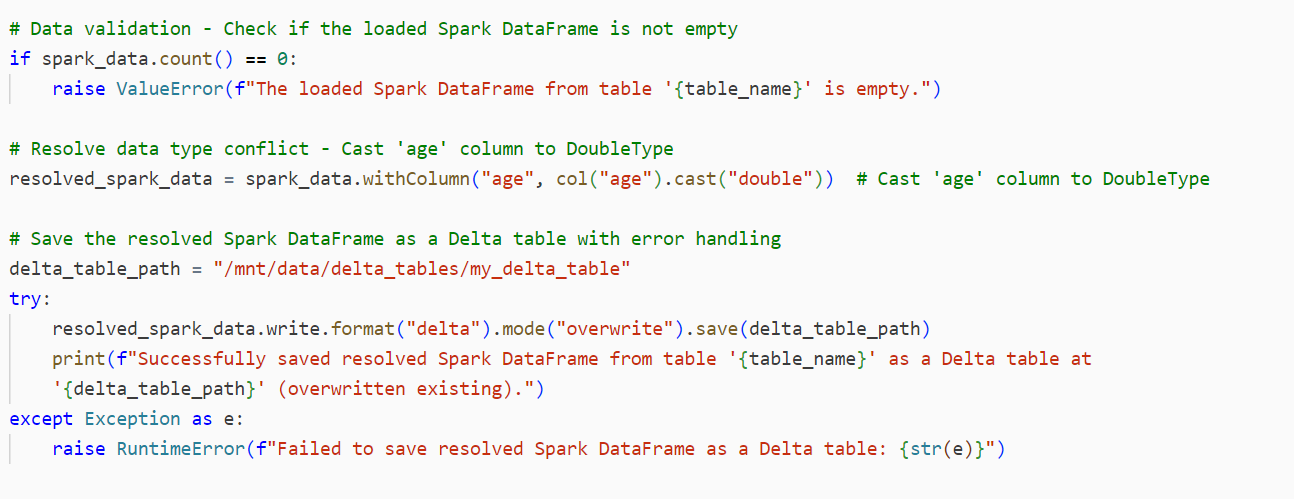 # Data validation - Check if the loaded Spark DataFrame is not empty
if spark_data.count() == 0:
    raise ValueError(f"The loaded Spark DataFrame from table '{table_name}' is empty.")

# Resolve data type conflict - Cast 'age' column to DoubleType
resolved_spark_data = spark_data.withColumn("age", col("age").cast("double"))  # Cast 'age' column to DoubleType

# Save the resolved Spark DataFrame as a Delta table with error handling
delta_table_path = "/mnt/data/delta_tables/my_delta_table"
try:
    resolved_spark_data.write.format("delta").mode("overwrite").save(delta_table_path)
    print(f"Successfully saved resolved Spark DataFrame from table '{table_name}' as a Delta table at
    '{delta_table_path}' (overwritten existing).")
except Exception as e:
    raise RuntimeError(f"Failed to save resolved Spark DataFrame as a Delta table: {str(e)}")